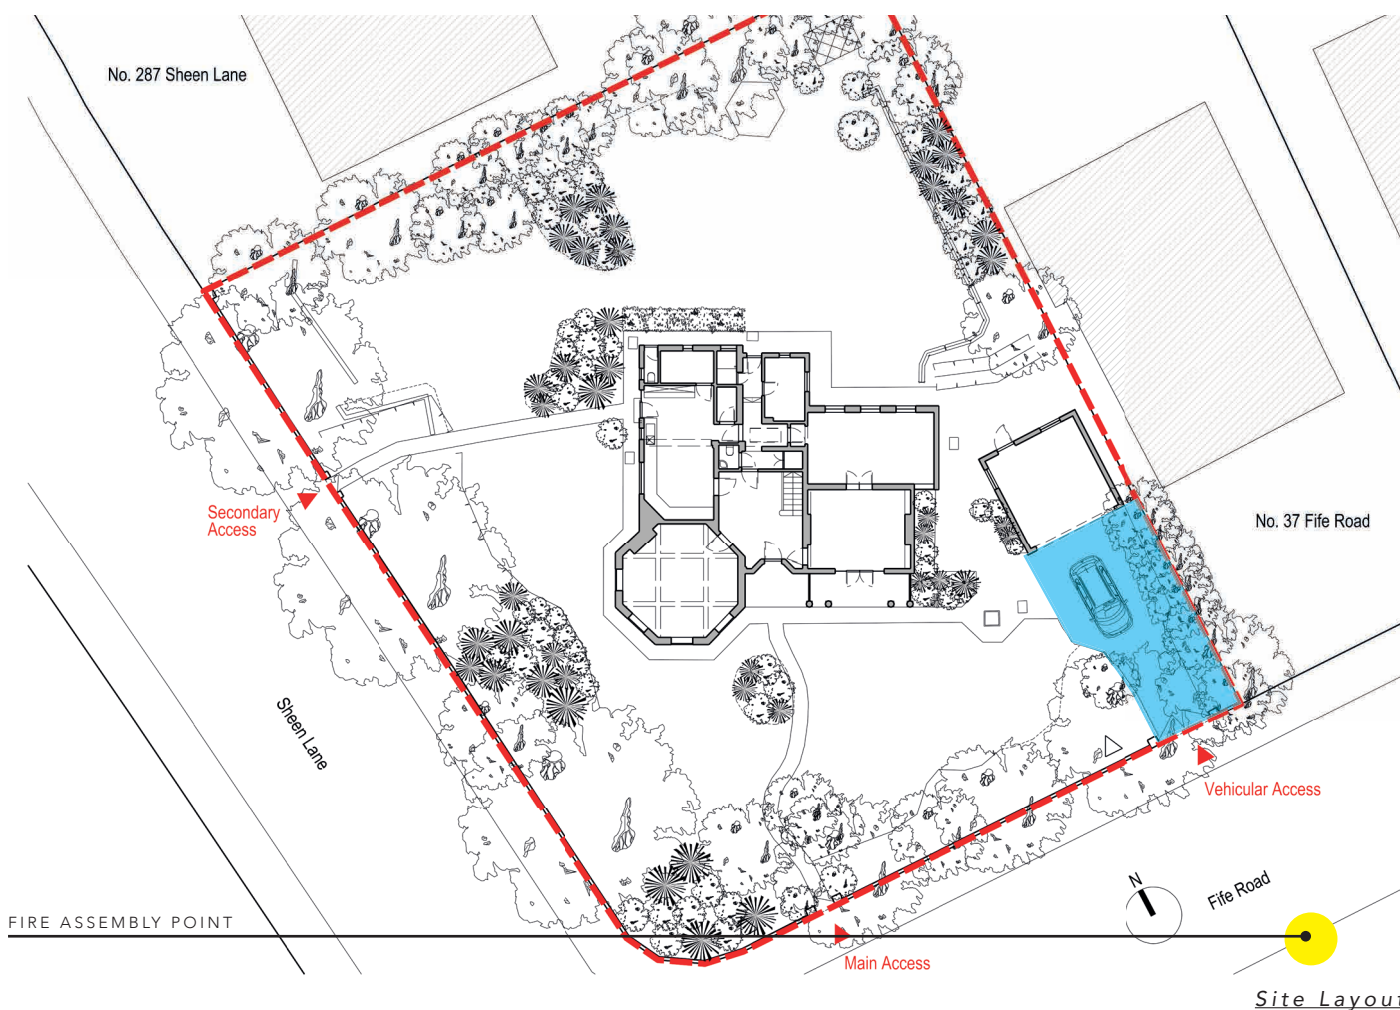 No. 287 Sheen Lane
Secondary
Access
No. 37 Fife Road
Sheen Lane
Vehicular Access
N
Fife Road
FIRE ASSEMBLY POINT
Main Access
Site Layout